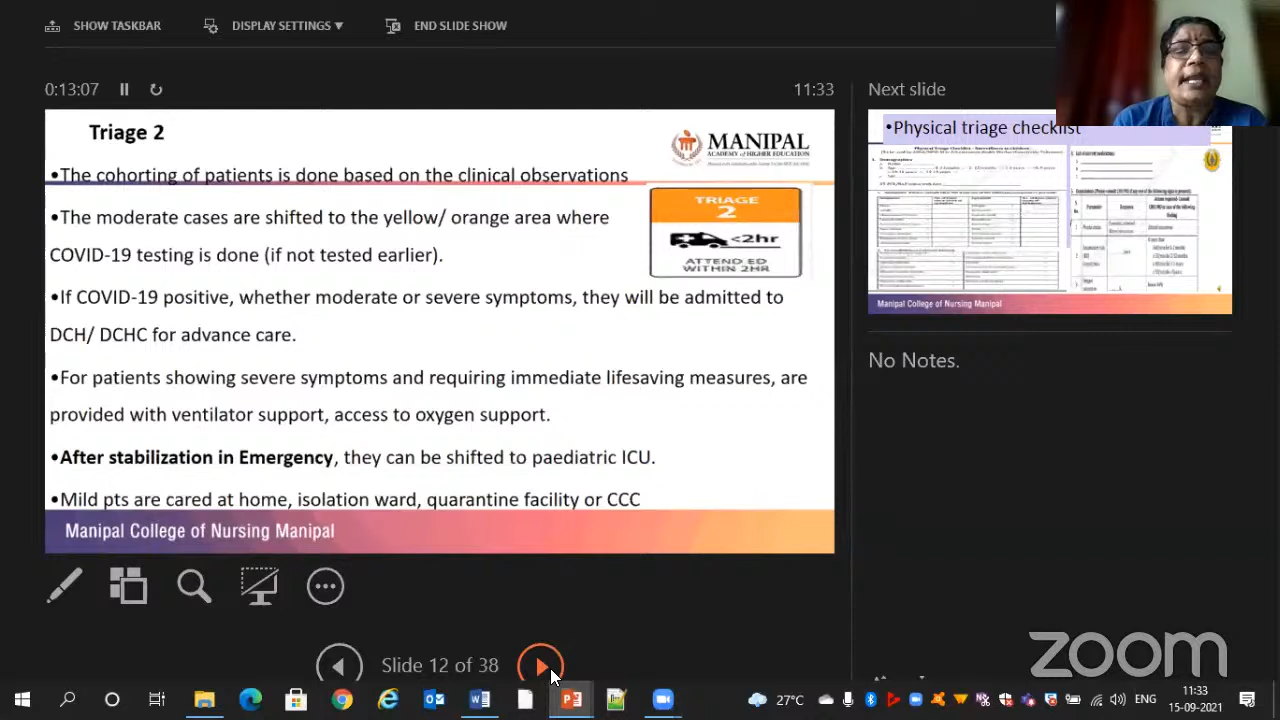 SHOW TASKBAR DISPLAY SETTINGS ▼ END SLIDE SHOW
0:13:07 11:33 Next slide
Triage 2
MANIPAL
ACADEMY of HIGHER EDUCATION
•The cohorting of patients is done based on the clinical observations
•The moderate cases are shifted to the yellow/ orange area where
COVID-19 testing is done (if not tested earlier).
TRIAGE
2
<2hr
ATTEND ED
WITHIN 2HR
•If COVID-19 positive, whether moderate or severe symptoms, they will be admitted to
DCH/ DCHC for advance care.
•For patients showing severe symptoms and requiring immediate lifesaving measures, are
provided with ventilator support, access to oxygen support.
•After stabilization in Emergency, they can be shifted to paediatric ICU.
•Mild pts are cared at home, isolation ward, quarantine facility or CCC
Manipal College of Nursing Manipal
•Physical triage checklist
Manipal College of Nursing Manipal
No Notes.
Slide 12 of 38
zoom
27°C ENG 11:33
15-09-2021